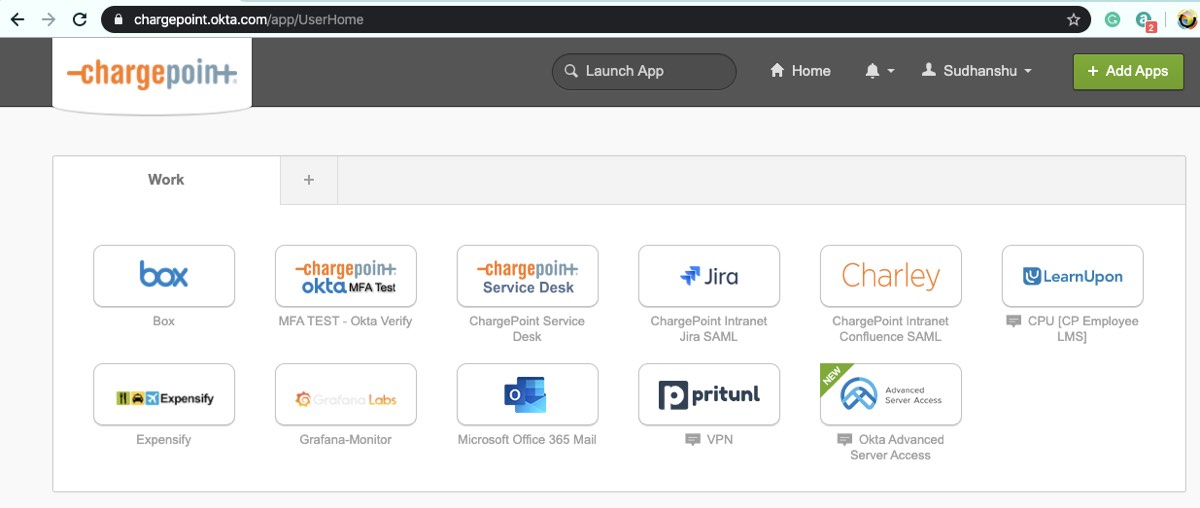 chargepoint.okta.com/app/UserHome
2
-chargepoin+
Launch App
Home
Sudhanshu
+ Add Apps
Work
+
box
-chargepoin+
okta MFA Test
-chargepoin+
Service Desk
Jira
Charley
LearnUpon
Box
MFA TEST - Okta Verify
ChargePoint Service
Desk
ChargePoint Intranet
Jira SAML
ChargePoint Intranet
Confluence SAML
CPU [CP Employee
LMS]
Expensify
Grafana Labs
O
pritunl
NEW
Advanced
Server Access
Expensify
Grafana-Monitor
Microsoft Office 365 Mail
VPN
Okta Advanced
Server Access